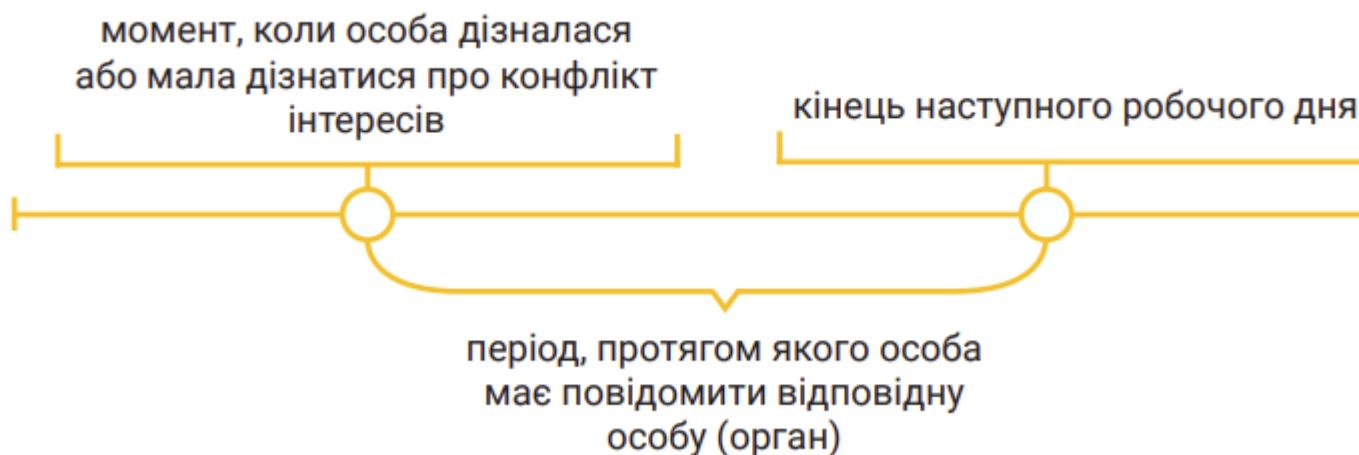 момент, коли особа дізналася
або мала дізнатися про конфлікт
інтересів
кінець наступного робочого дня
період, протягом якого особа
має повідомити відповідну
особу (орган)